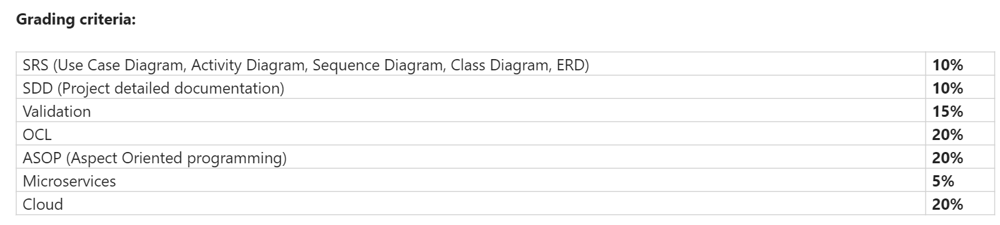 Grading criteria:
SRS (Use Case Diagram, Activity Diagram, Sequence Diagram, Class Diagram, ERD) 10%
SDD (Project detailed documentation) 10%
Validation 15%
OCL 20%
ASOP (Aspect Oriented programming) 20%
Microservices 5%
Cloud 20%